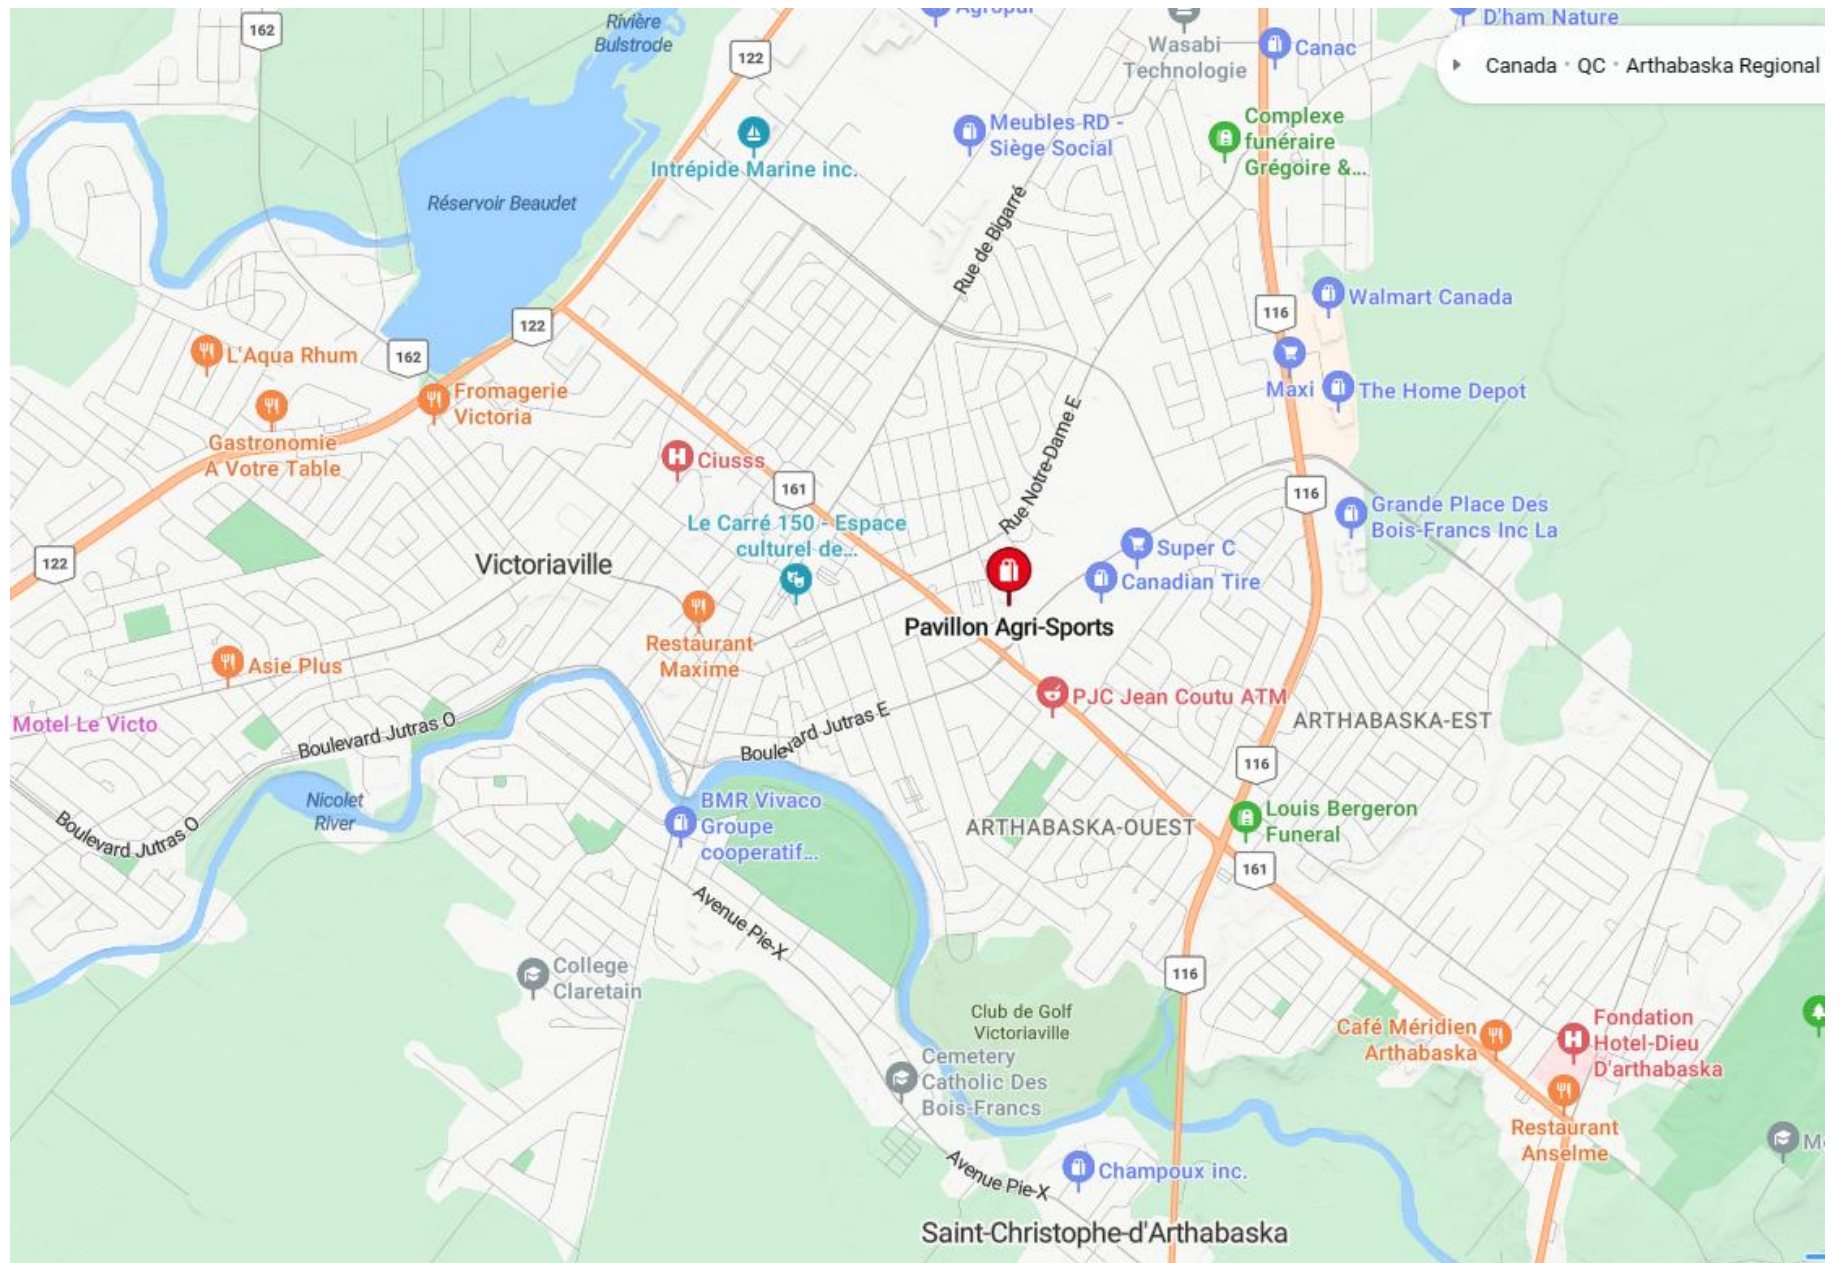 162
Rivière
Bulstrode
122
Agropur
Wasabi
Technologie
Canac
D'ham Nature
Canada • QC • Arthabaska Regional
Meubles RD -
Siège Social
Complexe
funéraire
Grégoire &...
Intrépide Marine inc.
Réservoir Beaudet
Rue de Bigarré
Walmart Canada
116
122
162
L'Aqua Rhum
Fromagerie
Victoria
Maxi
The Home Depot
Gastronomie
A Votre Table
Ciusss
161
Rue Notre-Dame E
116
Grande Place Des
Bois-Francs Inc La
Le Carré 150 - Espace
culturel de...
Super C
Canadian Tire
122
Victoriaville
Pavillon Agri-Sports
Restaurant
Maxime
Asie Plus
PJC Jean Coutu ATM
ARTHABASKA-EST
Motel Le Victo
Boulevard Jutras O
Boulevard Jutras E
116
Nicolet
River
Boulevard Jutras O
BMR Vivaco
Groupe
cooperatif...
ARTHABASKA-OUEST
Louis Bergeron
Funeral
161
Avenue Pie-X
College
Claretain
116
Club de Golf
Victoriaville
Café Méridien
Arthabaska
Fondation
Hotel-Dieu
D'arthabaska
Cemetery
Catholic Des
Bois-Francs
Restaurant
Anselme
Avenue Pie-X
Champoux inc.
Saint-Christophe-d'Arthabaska